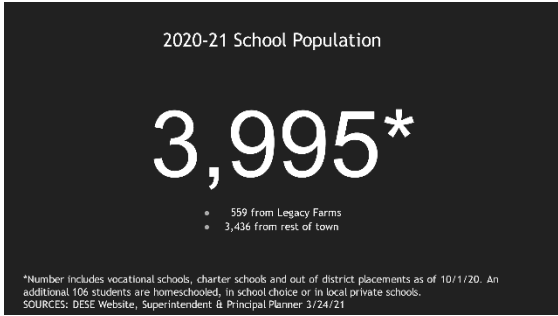 2020-21 School Population
3,995*
● 559 from Legacy Farms
● 3,436 from rest of town
*Number includes vocational schools, charter schools and out of district placements as of 10/1/20. An
additional 106 students are homeschooled, in school choice or in local private schools.
SOURCES: DESE Website, Superintendent & Principal Planner 3/24/21